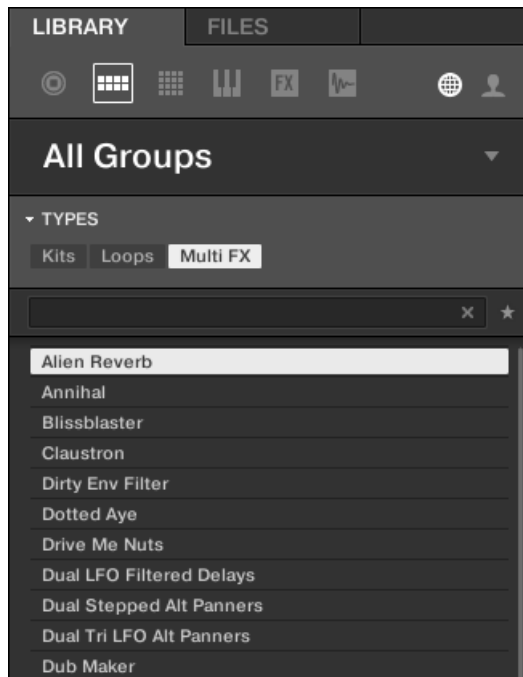 LIBRARY FILES
FX
All Groups
TYPES
Kits Loops Multi FX
Alien Reverb
Annihal
Blissblaster
Claustron
Dirty Env Filter
Dotted Aye
Drive Me Nuts
Dual LFO Filtered Delays
Dual Stepped Alt Panners
Dual Tri LFO Alt Panners
Dub Maker